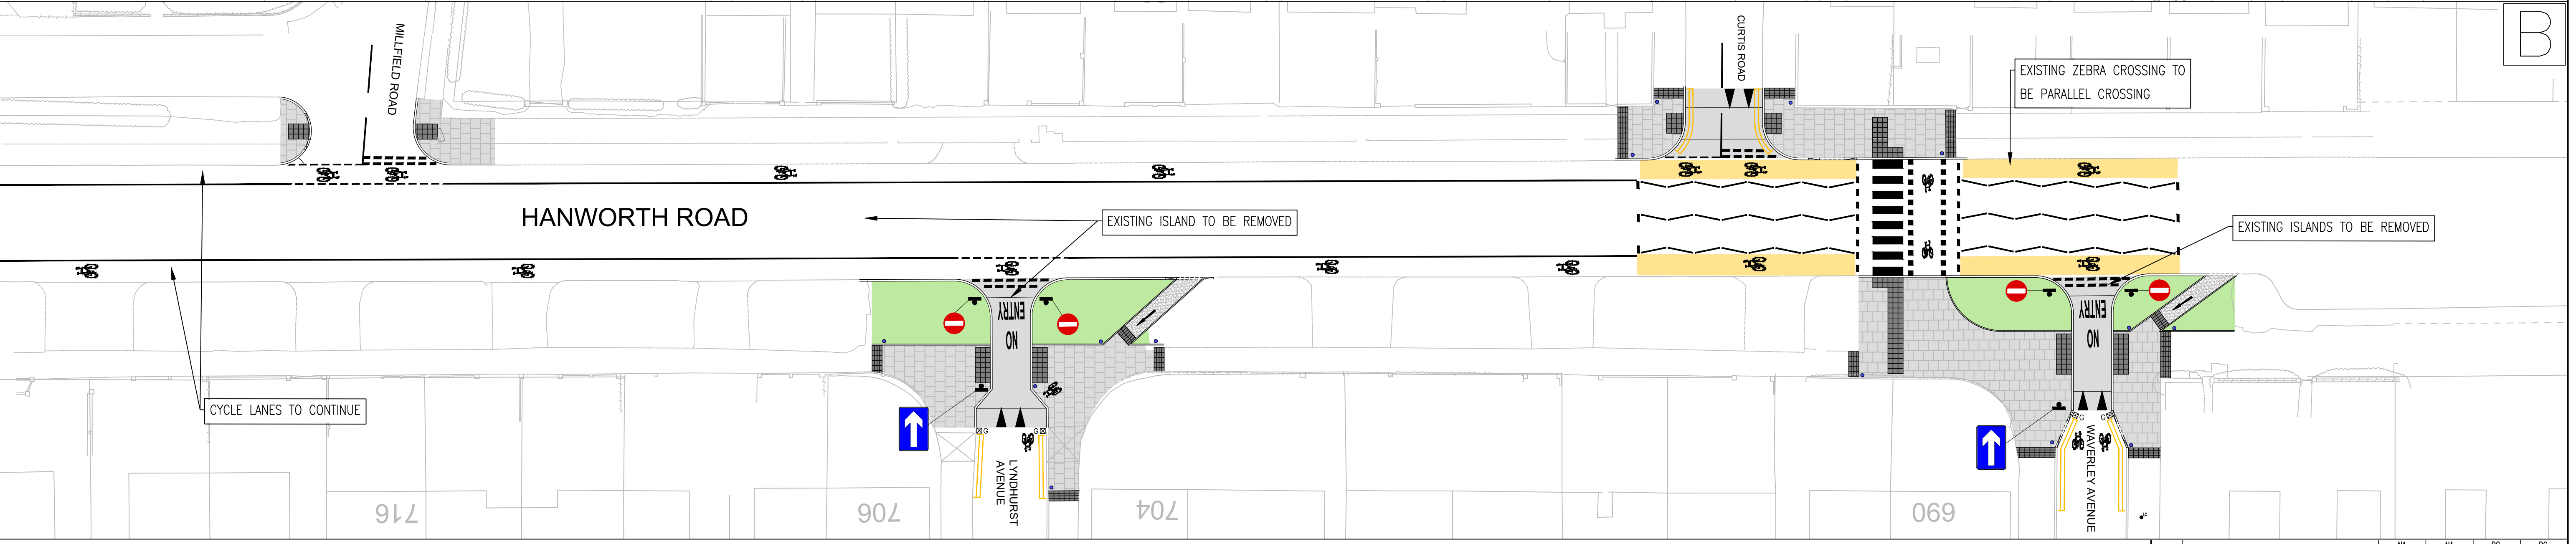 B
MILLFIELD ROAD
CURTIS ROAD
EXISTING ZEBRA CROSSING TO
BE PARALLEL CROSSING
HANWORTH ROAD
EXISTING ISLAND TO BE REMOVED
EXISTING ISLANDS TO BE REMOVED
NO
ENTRY
NO
ENTRY
CYCLE LANES TO CONTINUE
G
G
G
G
LYNDHURST
AVENUE
WAVERLEY AVENUE
716
706
704
690